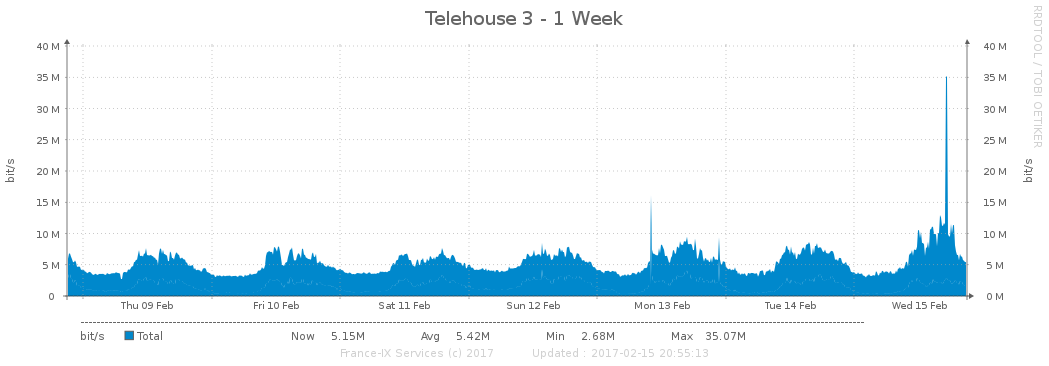 Telehouse 3 - 1 Week
RRDTOOL / TOBI OETIKER
40 M 40 M
35 M 35 M
30 M 30 M
25 M 25 M
20 M 20 M
15 M 15 M
10 M 10 M
5 M 5 M
0 0 M
bit/s
bit/s
Thu 09 Feb Fri 10 Feb Sat 11 Feb Sun 12 Feb Mon 13 Feb Tue 14 Feb Wed 15 Feb
bit/s Total Now 5.15M Avg 5.42M Min 2.68M Max 35.07M
France-IX Services (c) 2017 Updated : 2017-02-15 20:55:13